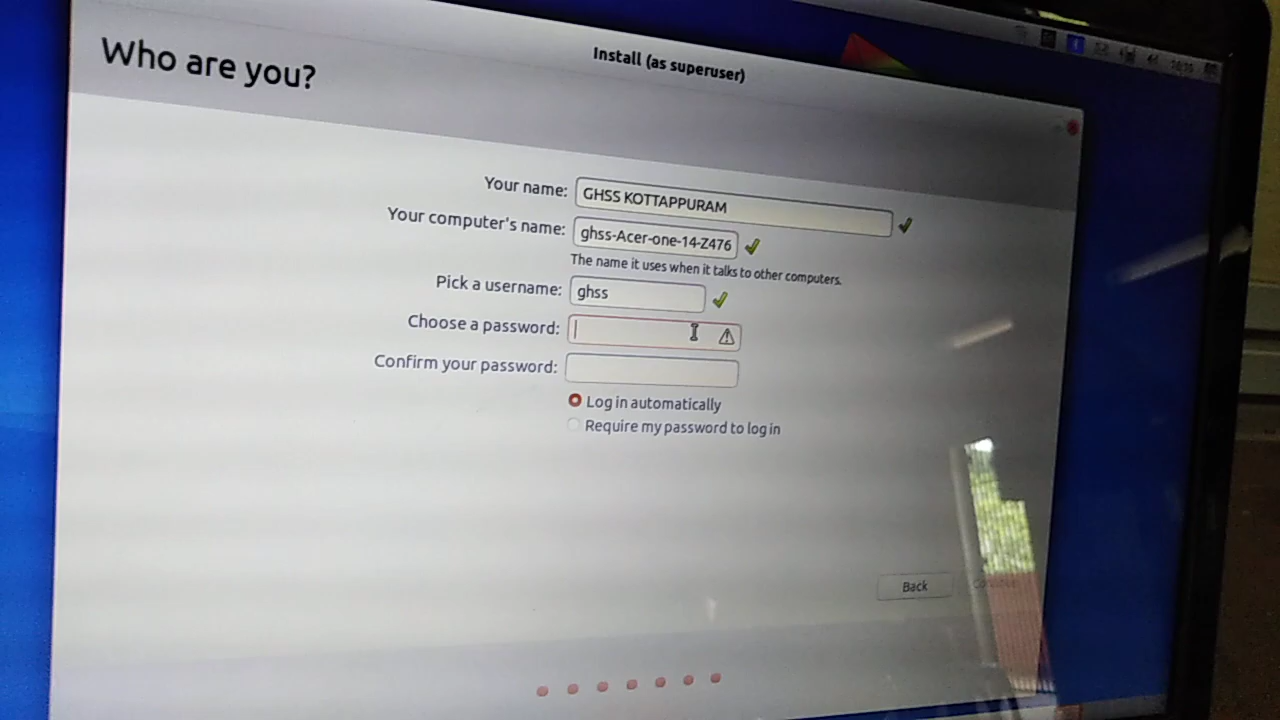 Install (as superuser)
Who are you?
Your name: GHSS KOTTAPPURAM
Your computer's name: ghss-Acer-one-14-Z476
The name it uses when it talks to other computers.
Pick a username: ghss
Choose a password:
Confirm your password:
Log in automatically
Require my password to log in
Back